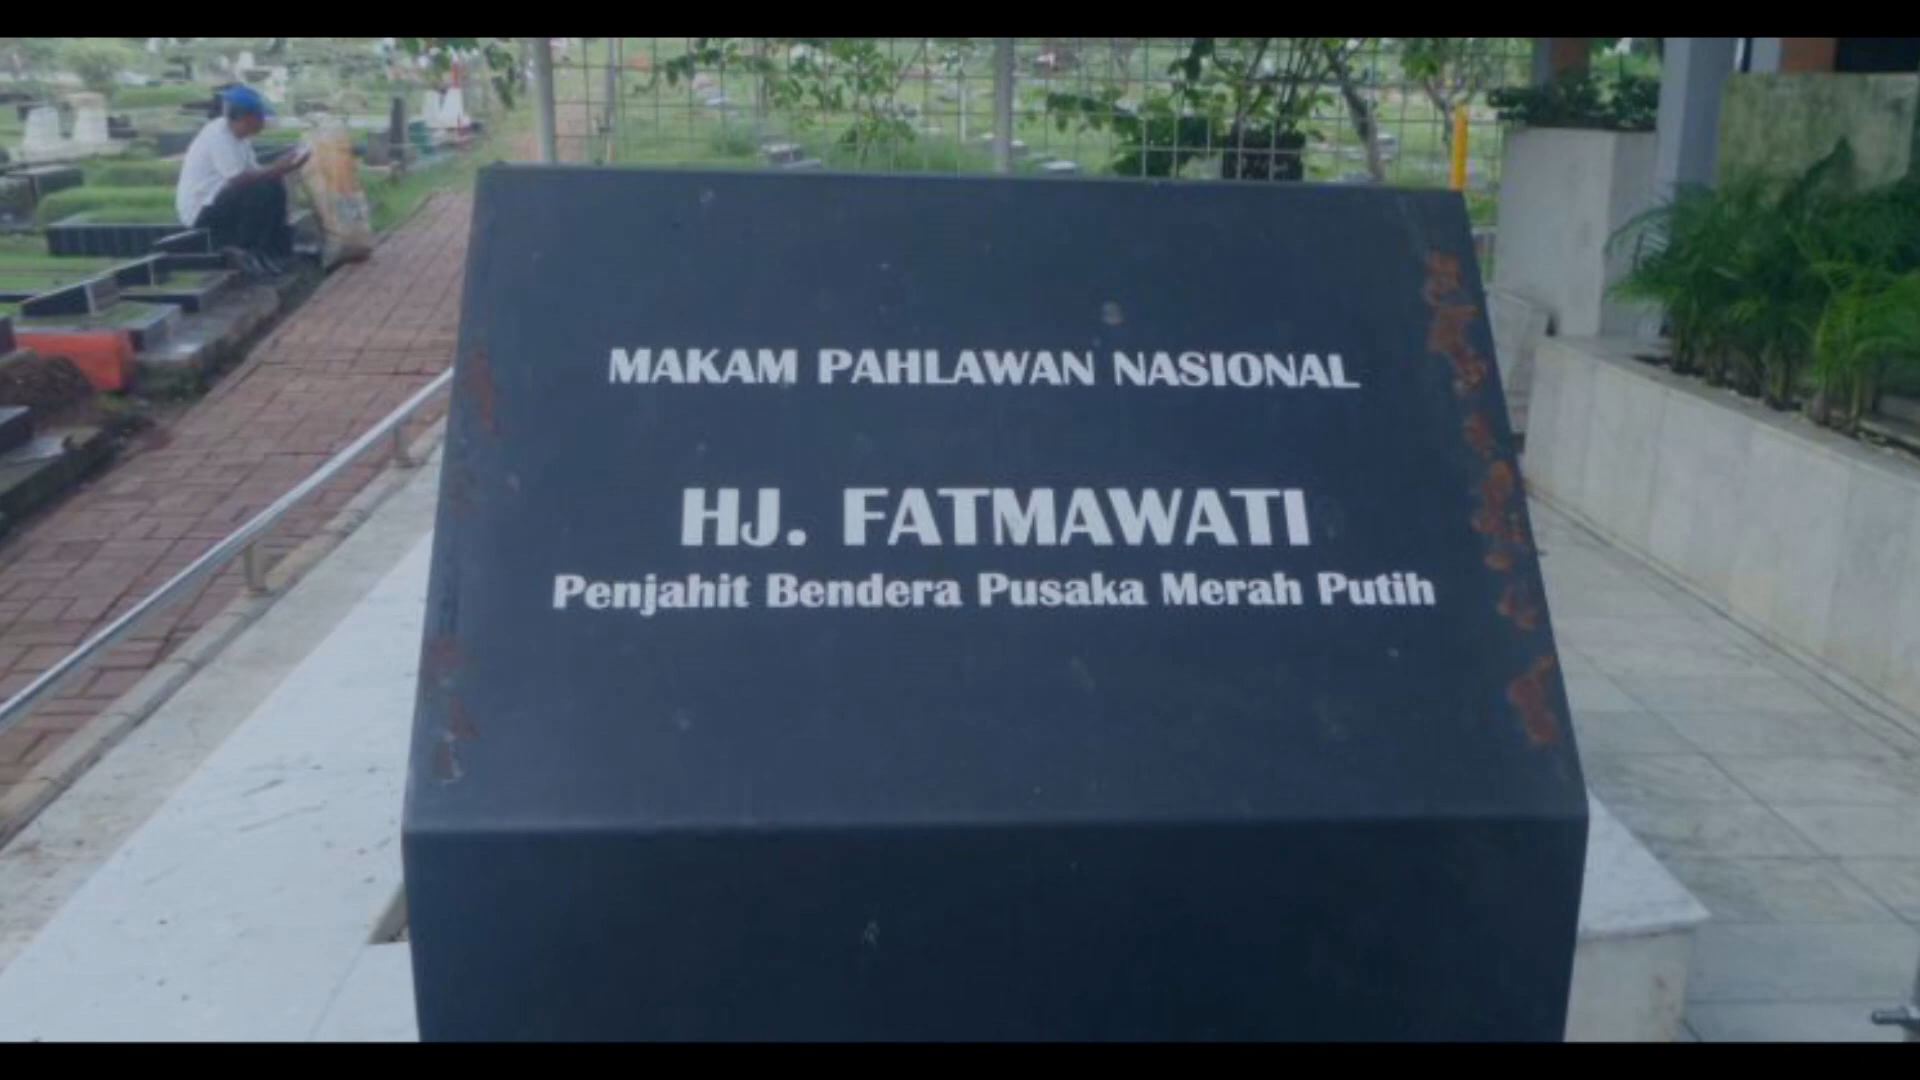 MAKAM PAHLAWAN NASIONAL
HJ. FATMAWATI
Penjahit Bendera Pusaka Merah Putih